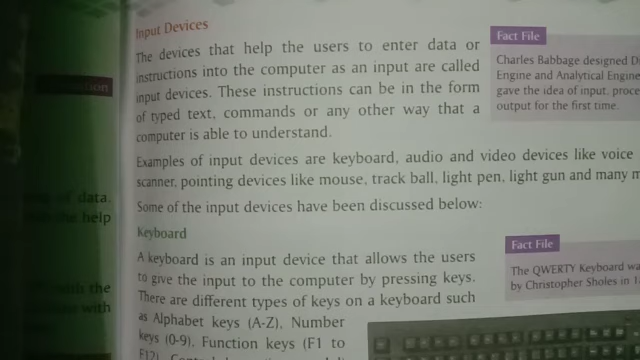 Input Devices
The devices that help the users to enter data or
instructions into the computer as an input are called
input devices. These instructions can be in the form
of typed text, commands or any other way that a
computer is able to understand.
Examples of input devices are keyboard, audio and video devices like voice
scanner, pointing devices like mouse, track ball, light pen, light gun and many m
Some of the input devices have been discussed below:
Keyboard
A keyboard is an input device that allows the users
to give the input to the computer by pressing keys.
There are different types of keys on a keyboard such
as Alphabet keys (A-Z), Number
keys (0-9), Function keys (F1 to
F12)
Fact File
Charles Babbage designed D
Engine and Analytical Engine
gave the idea of input, proce
output for the first time.
Fact File
The QWERTY Keyboard wa
by Christopher Sholes in 1
of data.
help
the
with